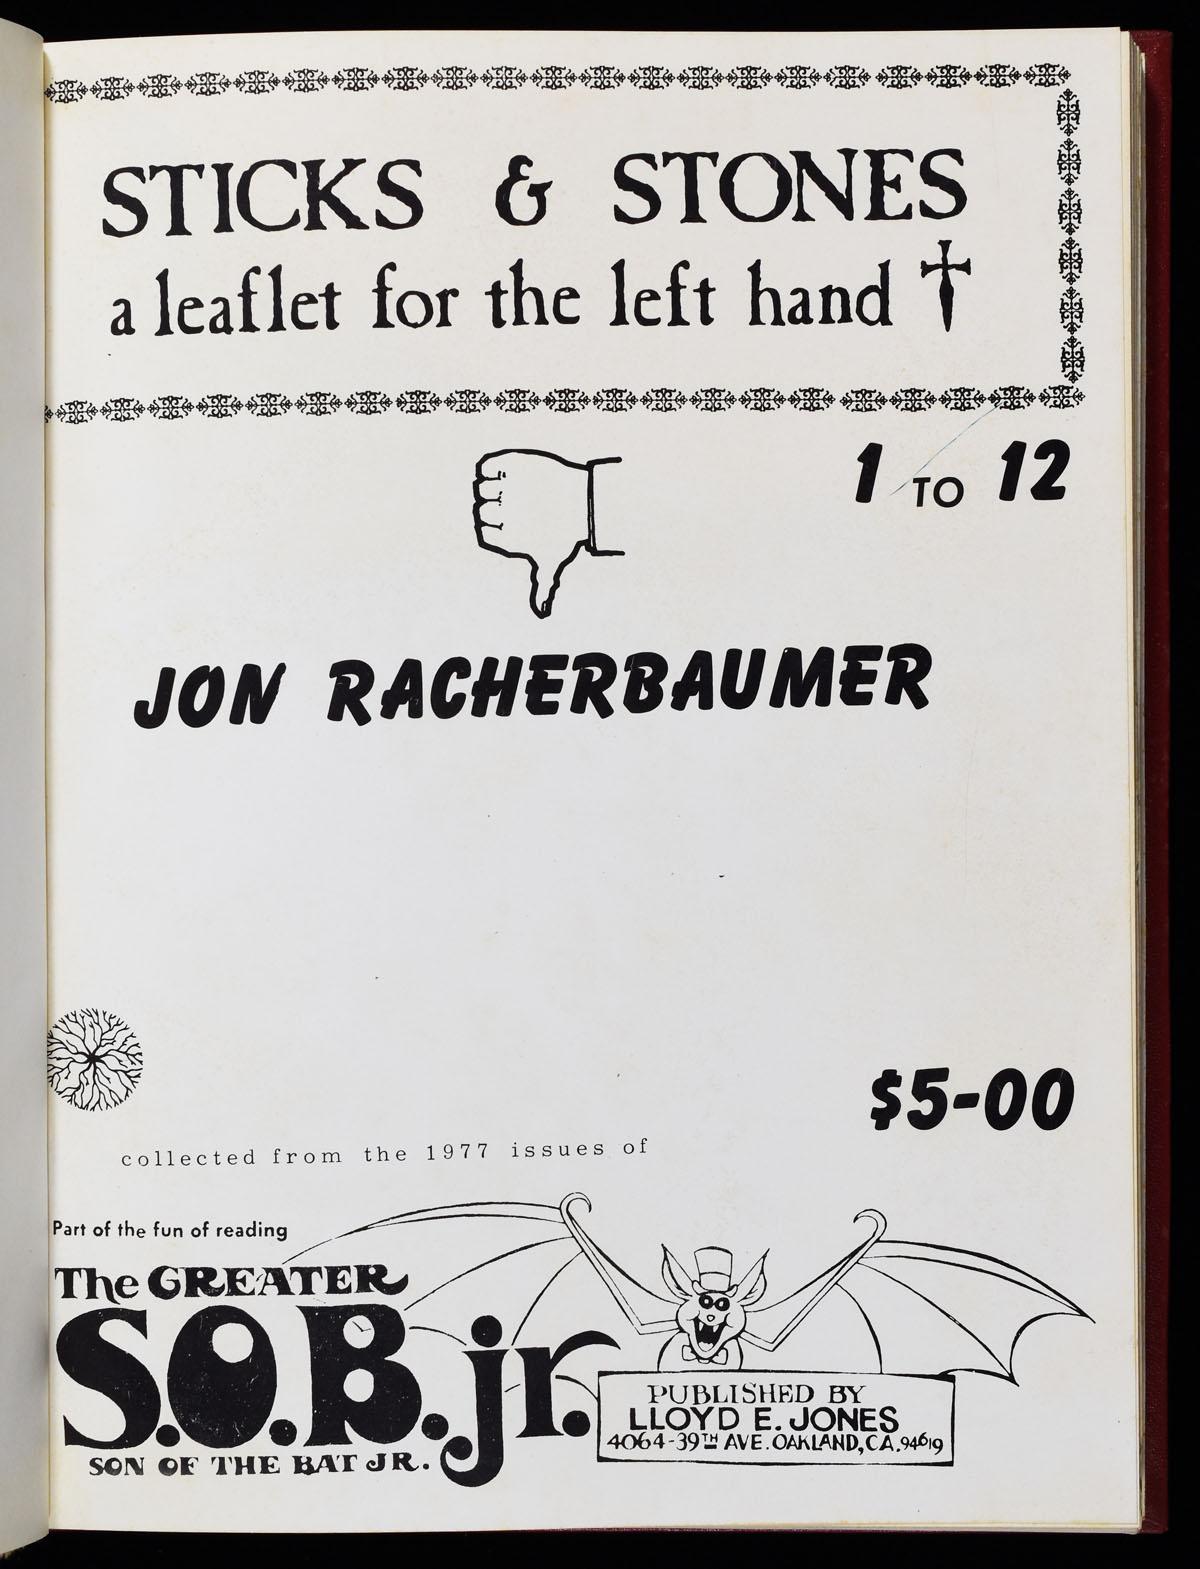 STICKS & STONES
a leaflet for the left hand †
1 TO 12
JON RACHERBAUMER
$5-00
collected from the 1977 issues of
Part of the fun of reading
The GREATER
S.O.B.jr.
SON OF THE BAT JR.
PUBLISHED BY
LLOYD E. JONES
4064-39TH AVE. OAKLAND, CA. 94619